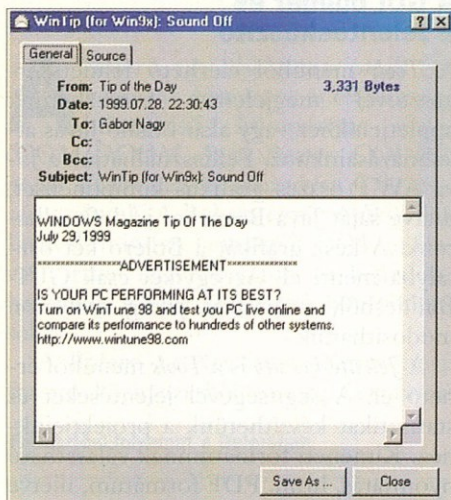 WinTip (for Win9x): Sound Off
General Source
From: Tip of the Day 3,331 Bytes
Date: 1999.07.28. 22:30:43
To: Gabor Nagy
Cc:
Bcc:
Subject: WinTip (for Win9x): Sound Off
WINDOWS Magazine Tip Of The Day
July 29, 1999
================ADVERTISEMENT===========
IS YOUR PC PERFORMING AT ITS BEST?
Turn on WinTune 98 and test you PC live online and
compare its performance to hundreds of other systems.
http://www.wintune98.com
Save As ... Close